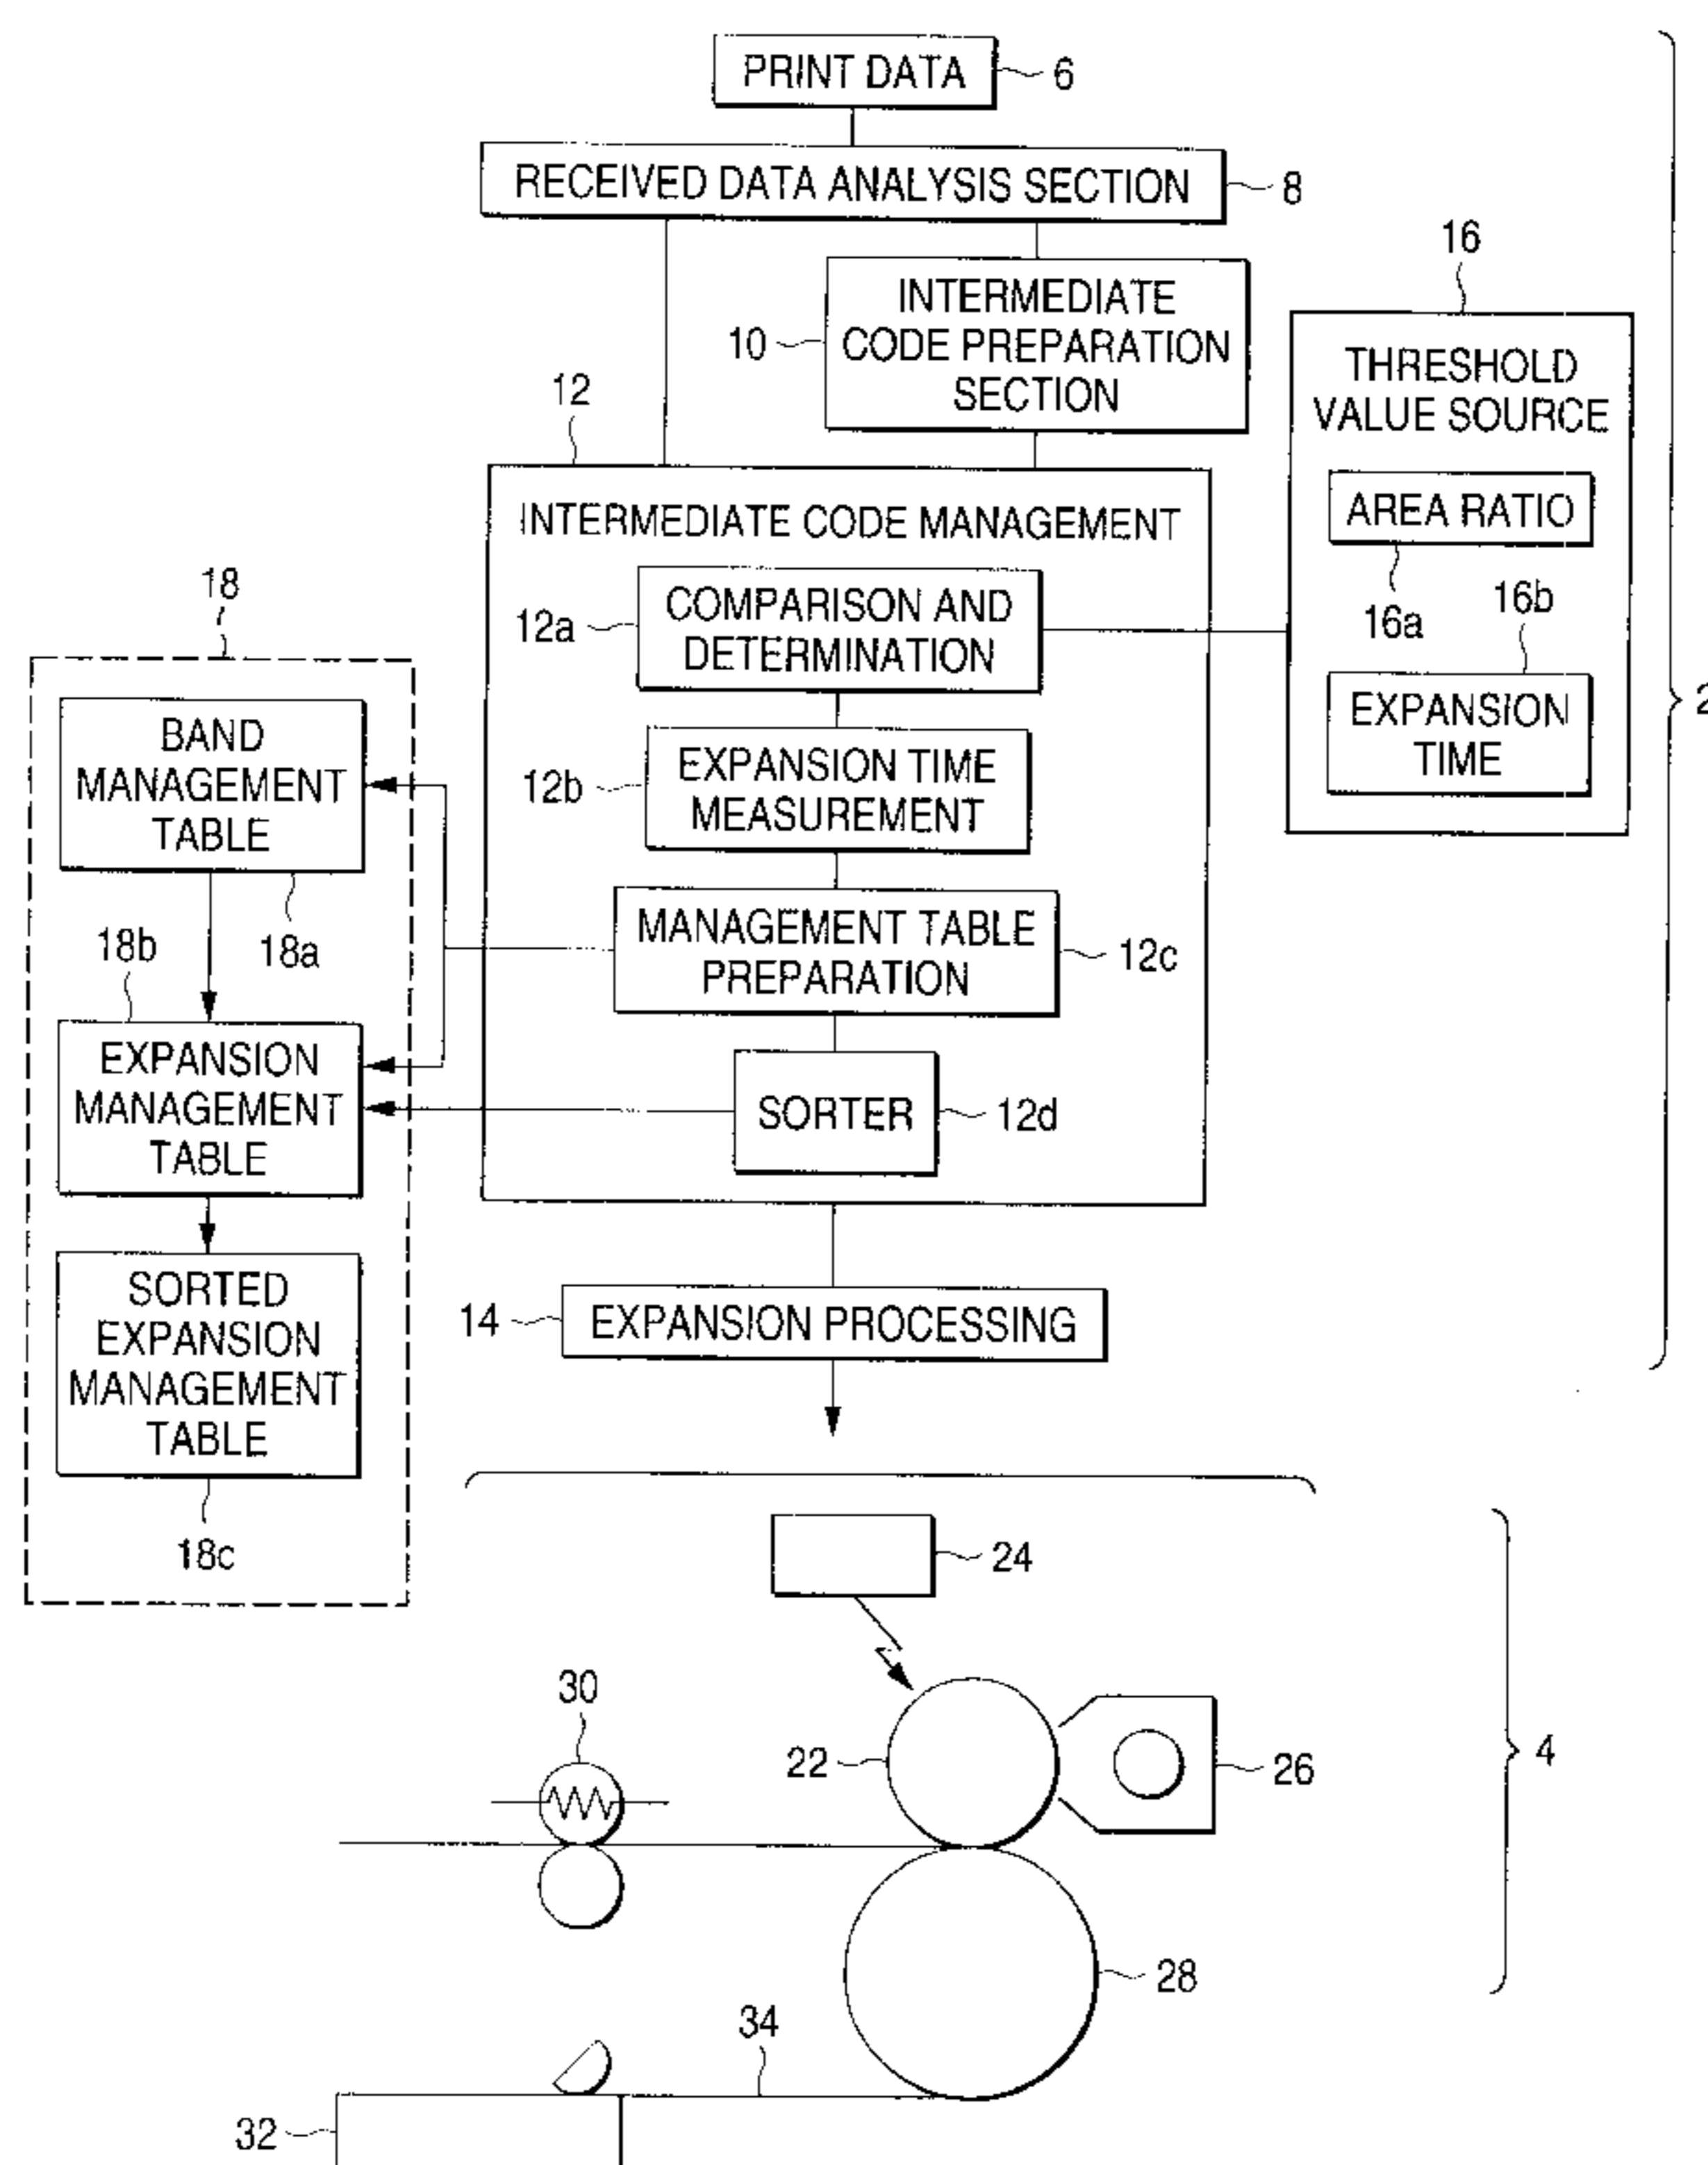 PRINT DATA
6
RECEIVED DATA ANALYSIS SECTION
8
16
INTERMEDIATE
CODE PREPARATION
SECTION
10
12
THRESHOLD
VALUE SOURCE
AREA RATIO
16a
16b
EXPANSION
TIME
2
INTERMEDIATE CODE MANAGEMENT
12a
COMPARISON AND
DETERMINATION
12b
EXPANSION TIME
MEASUREMENT
MANAGEMENT TABLE
PREPARATION
12c
SORTER
12d
18
BAND
MANAGEMENT
TABLE
18a
18b
EXPANSION
MANAGEMENT
TABLE
SORTED
EXPANSION
MANAGEMENT
TABLE
18c
14
EXPANSION PROCESSING
24
30
22
26
4
28
34
32